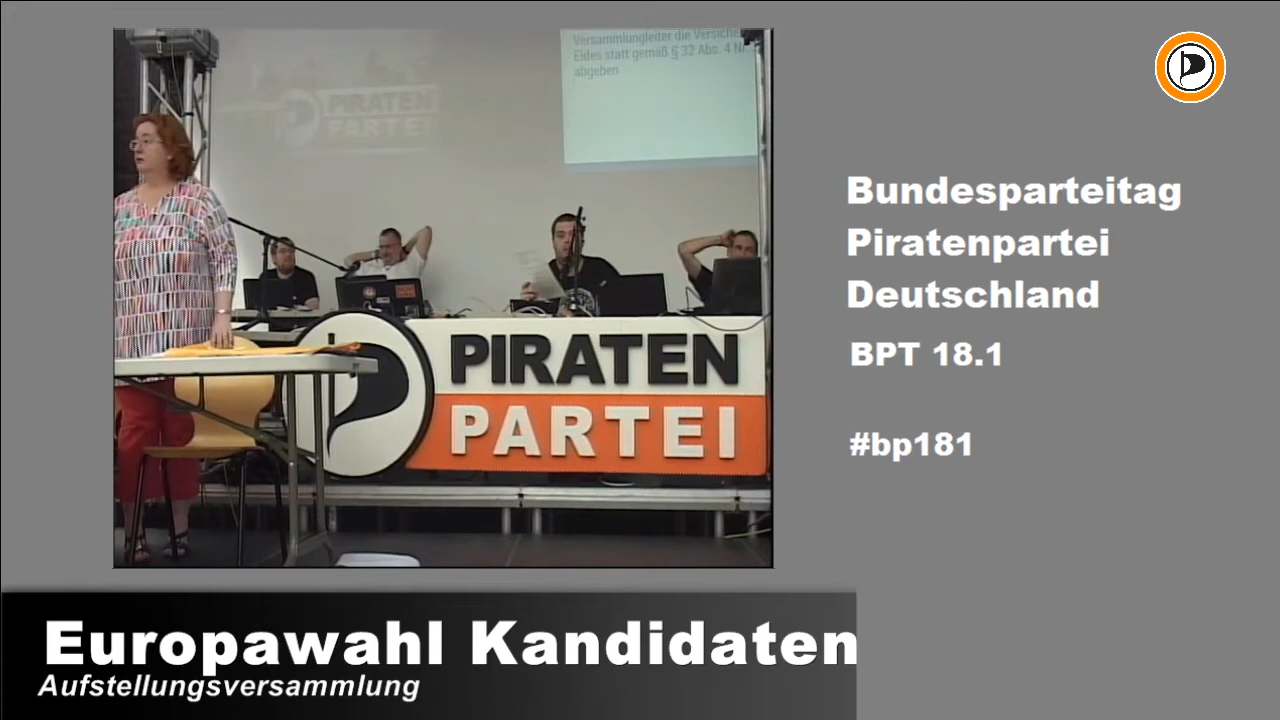 Versammlungleiter die
Eides statt gemäß § 32 Abs. 4
abgeben
PIRATEN
PARTEI
PIRATEN
PARTEI
Bundesparteitag
Piratenpartei
Deutschland
BPT 18.1
#bp181
Europawahl Kandidaten
Aufstellungsversammlung